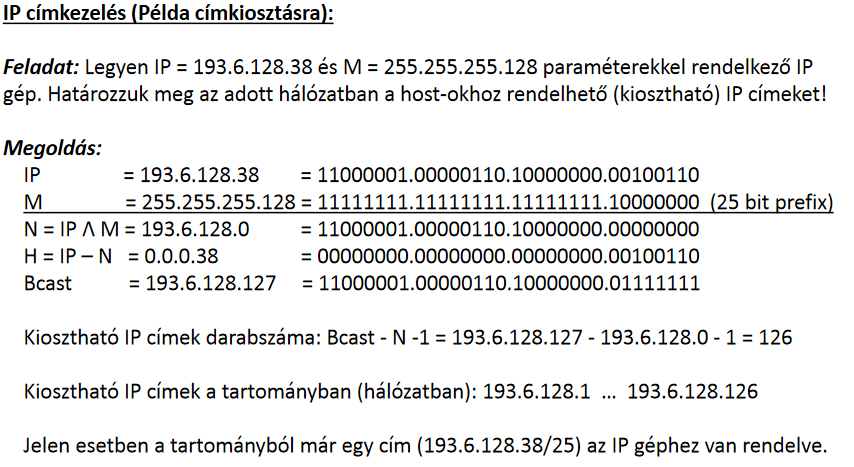 IP címkezelés (Példa címkiosztásra):
Feladat: Legyen IP = 193.6.128.38 és M = 255.255.255.128 paraméterekkel rendelkező IP
gép. Határozzuk meg az adott hálózatban a host-okhoz rendelhető (kiosztható) IP címeket!
Megoldás:
IP = 193.6.128.38 = 11000001.00000110.10000000.00100110
M = 255.255.255.128 = 11111111.11111111.11111111.10000000 (25 bit prefix)
N = IP Λ M = 193.6.128.0 = 11000001.00000110.10000000.00000000
H = IP – N = 0.0.0.38 = 00000000.00000000.00000000.00100110
Bcast = 193.6.128.127 = 11000001.00000110.10000000.01111111
Kiosztható IP címek darabszáma: Bcast - N -1 = 193.6.128.127 - 193.6.128.0 - 1 = 126
Kiosztható IP címek a tartományban (hálózatban): 193.6.128.1 ... 193.6.128.126
Jelen esetben a tartományból már egy cím (193.6.128.38/25) az IP géphez van rendelve.